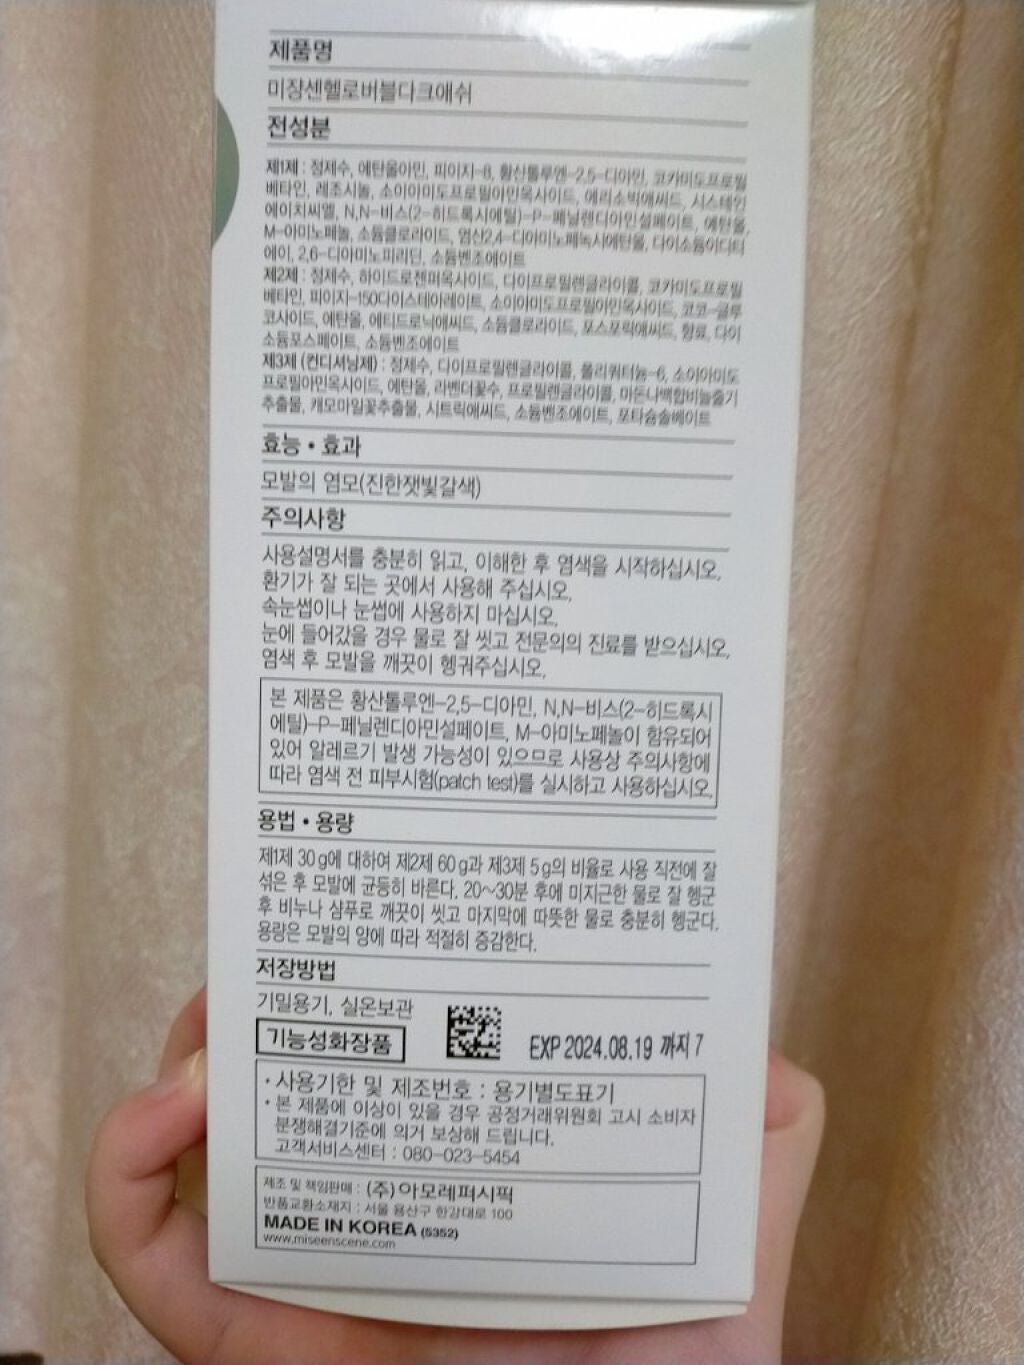 제품명
미쟝센헬로버블다크애쉬
전성분
제1제 : 정제수, 에탄올아민, 피이지-8, 황산톨루엔-2,5-디아민, 코카미도프로필
베타인, 레조시놀, 소이아미도프로필아민옥사이드, 에리소빅애씨드, 시스테인
에이치씨엘, N,N-비스(2-히드록시에틸)-P-페닐렌디아민설페이트, 에탄올,
M-아미노페놀, 소듐클로라이드, 염산2,4-디아미노페녹시에탄올, 다이소듐이디티
에이, 2,6-디아미노피리딘, 소듐벤조에이트
제2제 : 정제수, 하이드로젠퍼옥사이드, 다이프로필렌글라이콜, 코카미도프로필
베타인, 피이지-150다이스테아레이트, 소이아미도프로필아민옥사이드, 코코-글루
코사이드, 에탄올, 에티드로닉애씨드, 소듐클로라이드, 포스포릭애씨드, 향료, 다이
소듐포스페이트, 소듐벤조에이트
제3제 (컨디셔닝제) : 정제수, 다이프로필렌글라이콜, 폴리쿼터늄-6, 소이아미도
프로필아민옥사이드, 에탄올, 라벤더꽃수, 프로필렌글라이콜, 마돈나백합비늘줄기
추출물, 캐모마일꽃추출물, 시트릭애씨드, 소듐벤조에이트, 포타슘솔베이트
효능 • 효과
모발의 염모(진한잿빛갈색)
주의사항
사용설명서를 충분히 읽고, 이해한 후 염색을 시작하십시오.
환기가 잘 되는 곳에서 사용해 주십시오.
속눈썹이나 눈썹에 사용하지 마십시오.
눈에 들어갔을 경우 물로 잘 씻고 전문의의 진료를 받으십시오.
염색 후 모발을 깨끗이 헹궈주십시오.
본 제품은 황산톨루엔-2,5-디아민, N,N-비스(2-히드록시
에틸)-P-페닐렌디아민설페이트, M-아미노페놀이 함유되어
있어 알레르기 발생 가능성이 있으므로 사용상 주의사항에
따라 염색 전 피부시험(patch test)를 실시하고 사용하십시오.
용법 • 용량
제1제 30 g에 대하여 제2제 60 g과 제3제 5 g의 비율로 사용 직전에 잘
섞은 후 모발에 균등히 바른다. 20~30분 후에 미지근한 물로 잘 헹군
후 비누나 샴푸로 깨끗이 씻고 마지막에 따뜻한 물로 충분히 헹군다.
용량은 모발의 양에 따라 적절히 증감한다.
저장방법
기밀용기, 실온보관
기능성화장품
EXP 2024.08.19 까지 7
• 사용기한 및 제조번호 : 용기별도표기
• 본 제품에 이상이 있을 경우 공정거래위원회 고시 소비자
분쟁해결기준에 의거 보상해 드립니다.
고객서비스센터 : 080-023-5454
제조 및 책임판매 : (주)아모레퍼시픽
반품교환소재지 : 서울 용산구 한강대로 100
MADE IN KOREA (5352)
www.miseenscene.com